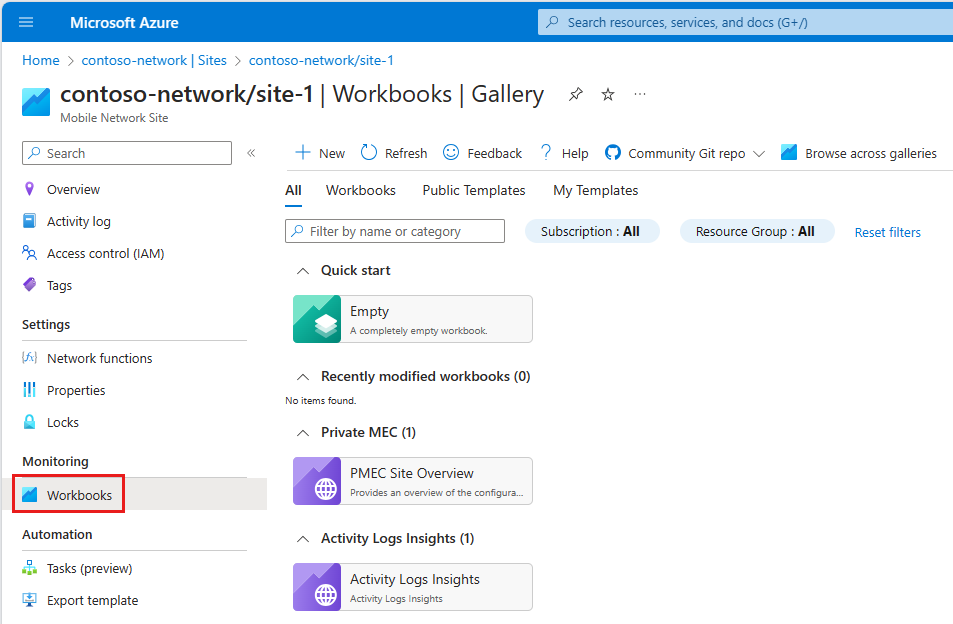 Microsoft Azure
Search resources, services, and docs (G+/)
Home > contoso-network | Sites > contoso-network/site-1
contoso-network/site-1 | Workbooks | Gallery
Mobile Network Site
Search
Overview
Activity log
Access control (IAM)
Tags
Settings
Network functions
Properties
Locks
Monitoring
Workbooks
Automation
Tasks (preview)
Export template
New Refresh Feedback Help Community Git repo Browse across galleries
All Workbooks Public Templates My Templates
Filter by name or category Subscription : All Resource Group : All Reset filters
Quick start
Empty
A completely empty workbook.
Recently modified workbooks (0)
No items found.
Private MEC (1)
PMEC Site Overview
Provides an overview of the configura...
Activity Logs Insights (1)
Activity Logs Insights
Activity Logs Insights